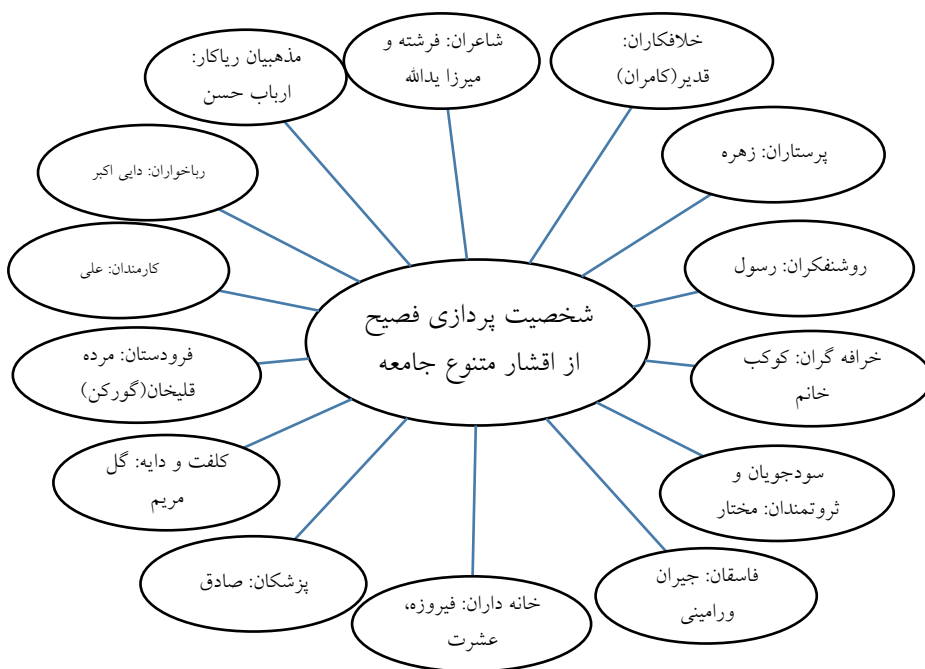 شخصیت پردازی فصیح
از اقشار متنوع جامعه
شاعران: فرشته و
میرزا یدالله
خلافکاران:
قدیر(کامران)
پرستاران: زهره
روشنفکران: رسول
خرافه گران: کوکب
خانم
سودجویان و
ثروتمندان: مختار
فاسقان: جیران
ورامینی
خانه داران: فیروزه،
عشرت
پزشکان: صادق
کلفت و دایه: گل
مریم
فرودستان: مرده
قلیخان(گورکن)
کارمندان: علی
رباخواران: دایی اکبر
مذهبیان ریاکار:
ارباب حسن